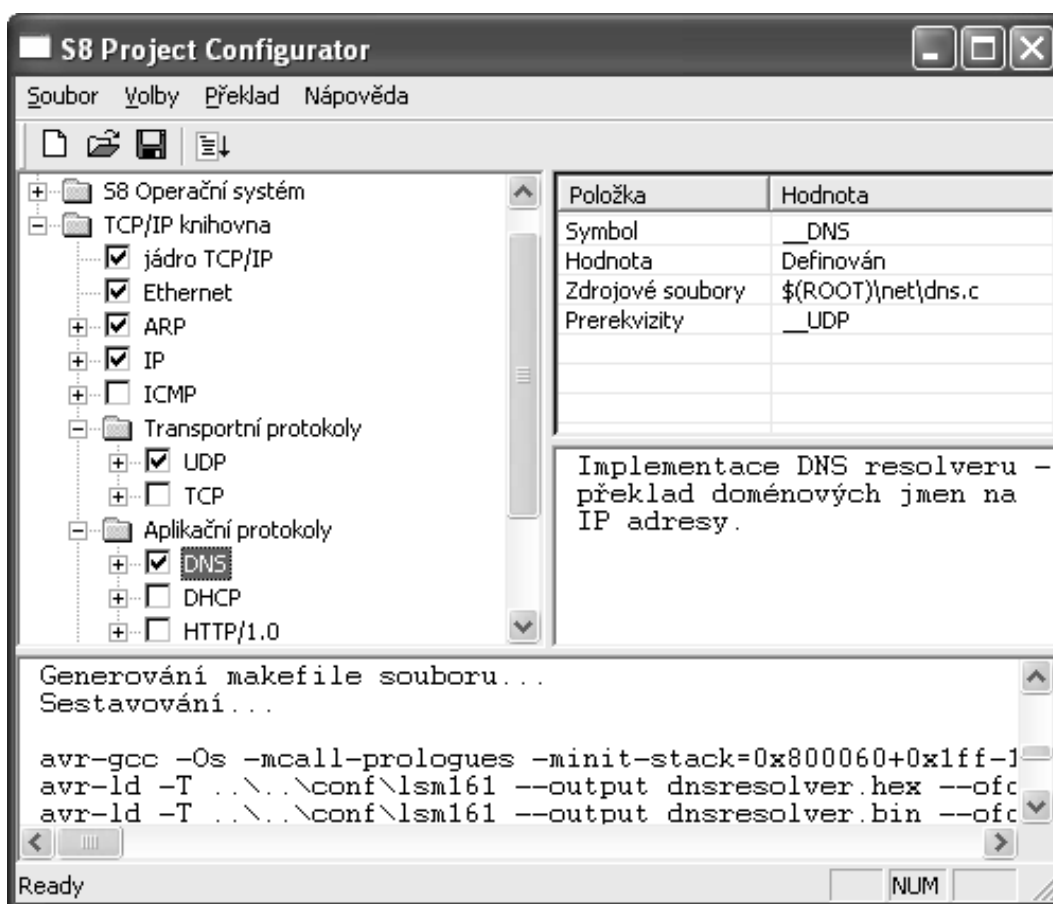 S8 Project Configurator
Soubor Volby Překlad Nápověda
S8 Operační systém
TCP/IP knihovna
jádro TCP/IP
Ethernet
ARP
IP
ICMP
Transportní protokoly
UDP
TCP
Aplikační protokoly
DNS
DHCP
HTTP/1.0
Položka Hodnota
Symbol __DNS
Hodnota Definován
Zdrojové soubory $(ROOT)\net\dns.c
Prerekvizity __UDP
Implementace DNS resolveru –
překlad doménových jmen na
IP adresy.
Generování makefile souboru...
Sestavování...
avr-gcc -Os -mcall-prologues -minit-stack=0x800060+0x1ff-1
avr-ld -T ..\..\conf\lsm161 --output dnsresolver.hex --ofc
avr-ld -T ..\..\conf\lsm161 --output dnsresolver.bin --ofc
Ready NUM